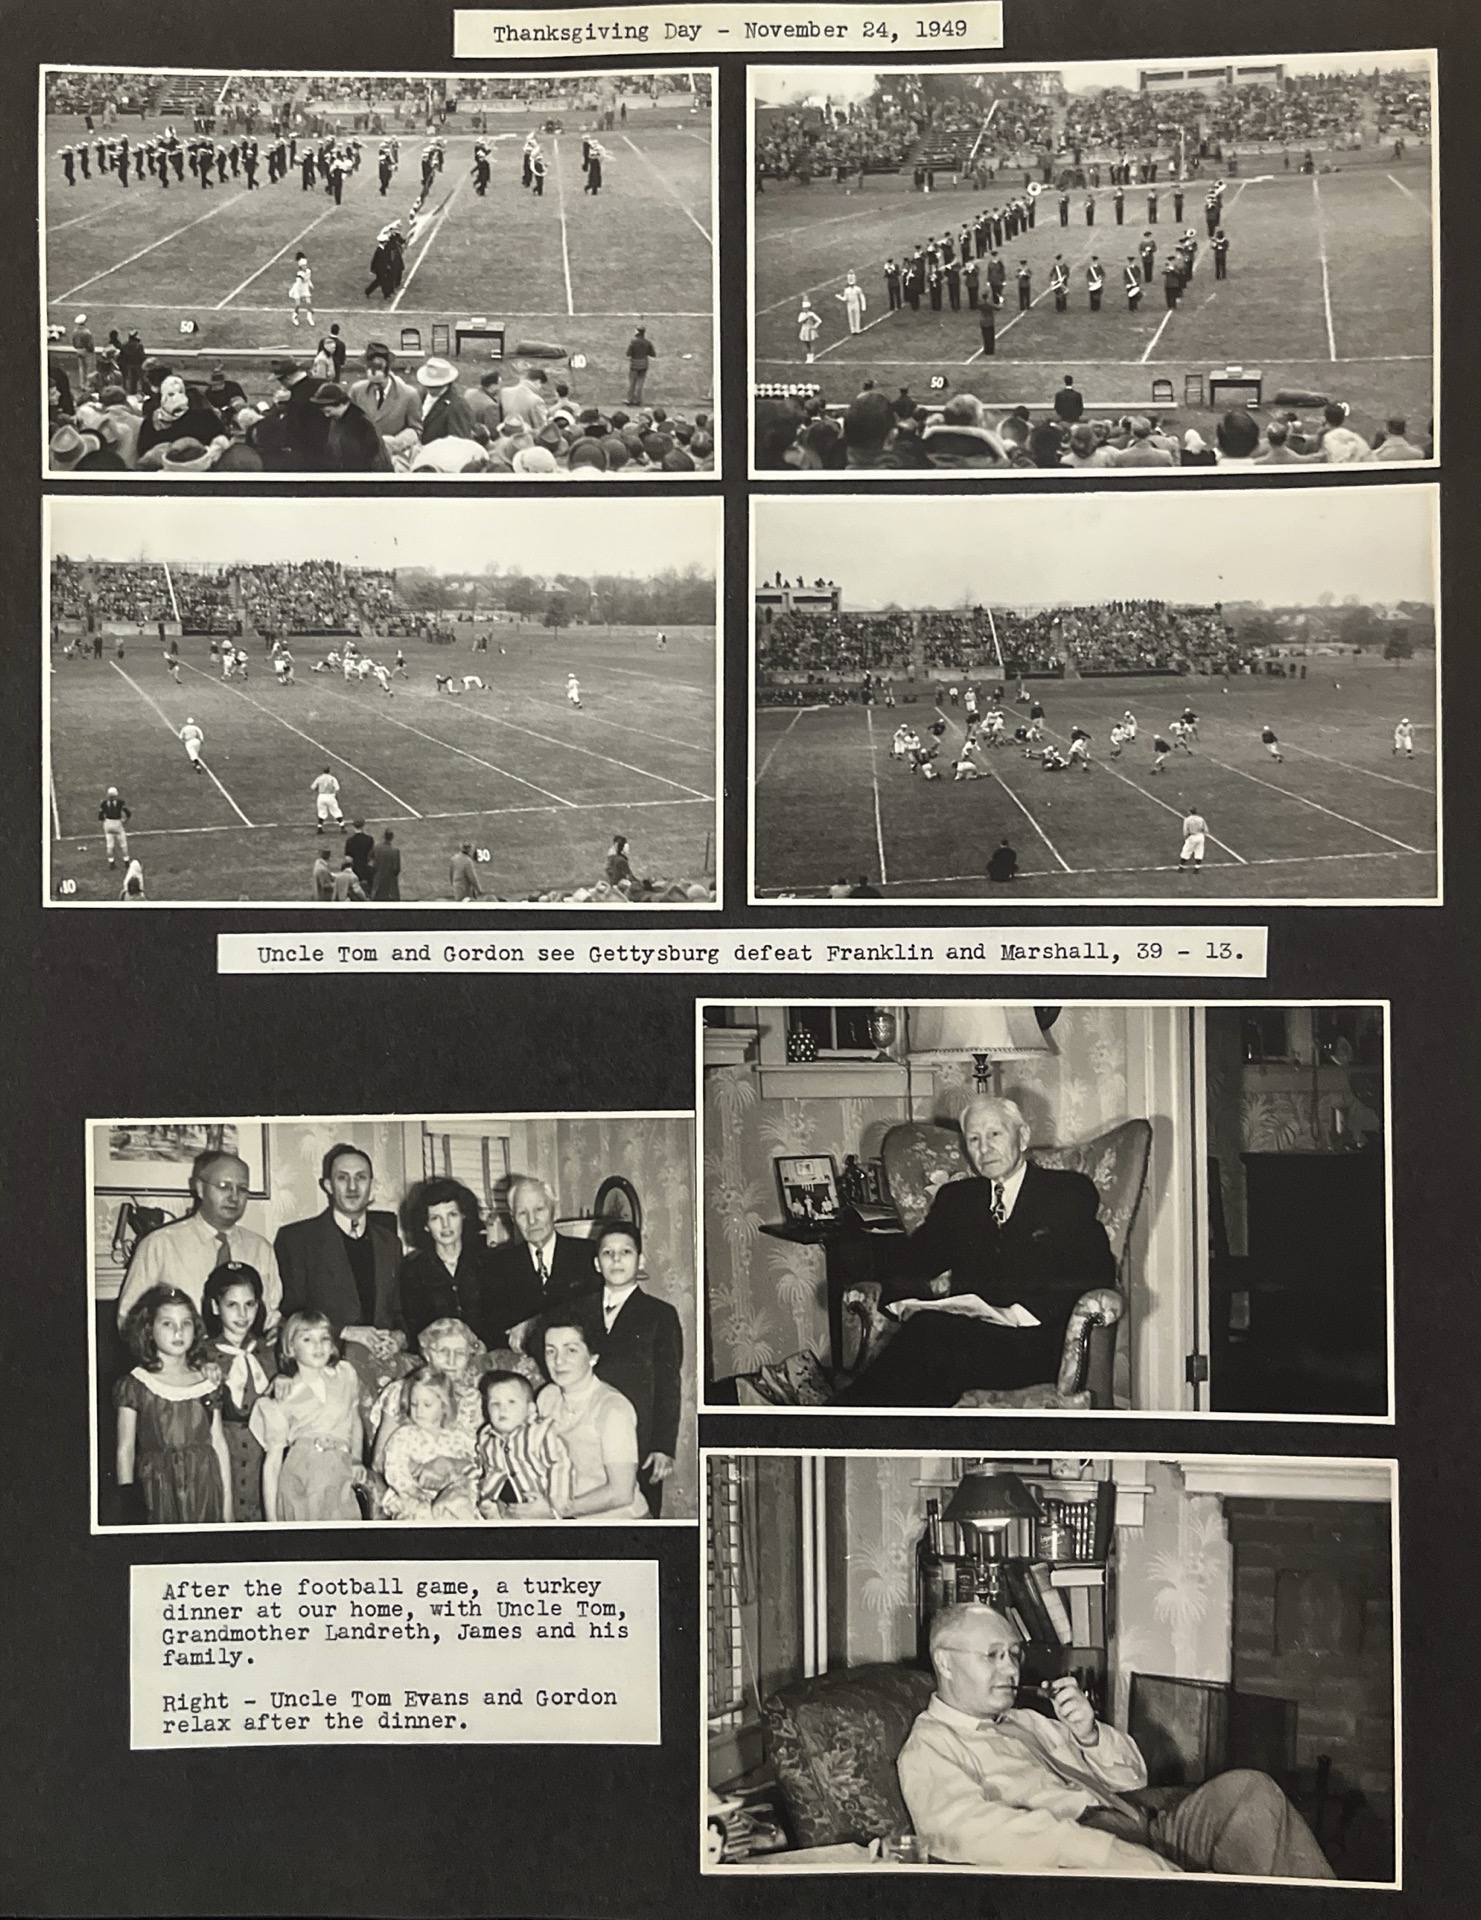 Thanksgiving Day - November 24, 1949
50
10
50
10
30
Uncle Tom and Gordon see Gettysburg defeat Franklin and Marshall, 39 - 13.
After the football game, a turkey
dinner at our home, with Uncle Tom,
Grandmother Landreth, James and his
family.
Right - Uncle Tom Evans and Gordon
relax after the dinner.